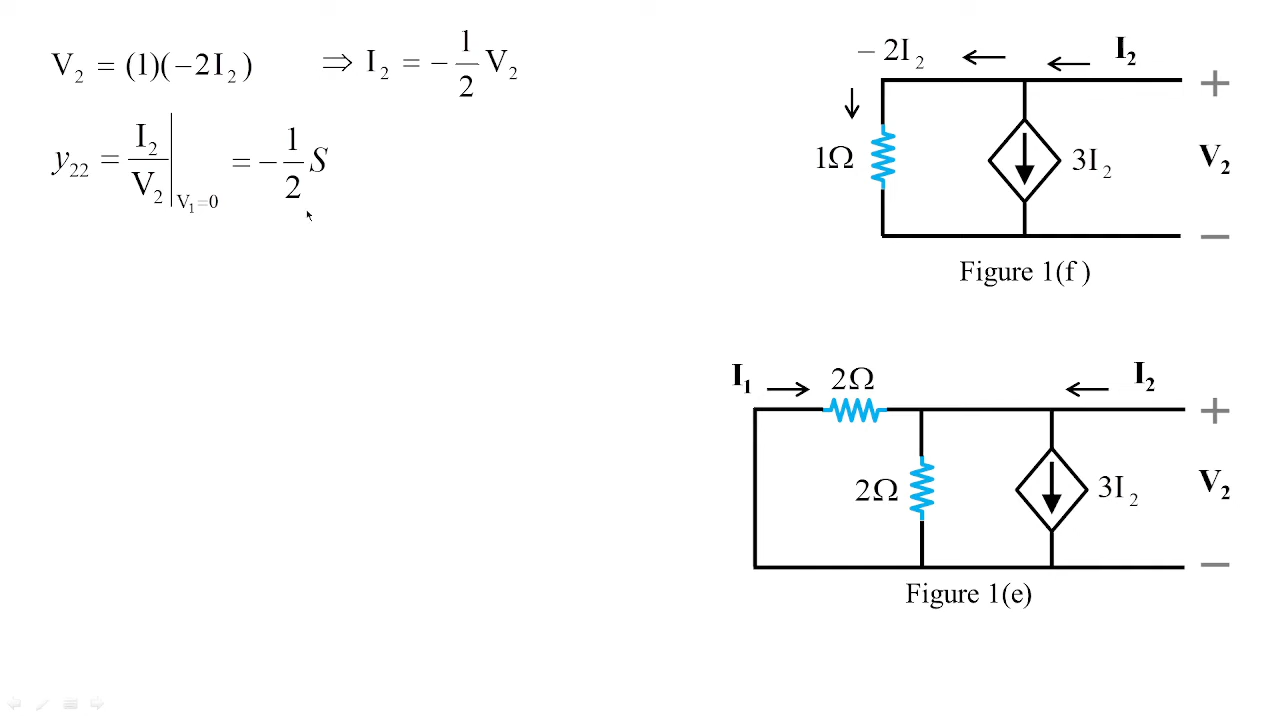 V₂ = (1)(−2I₂) ⇒ I₂ = −1/2 V₂
y₂₂ = I₂/V₂ |V₁=0 = −1/2 S
− 2I₂ I₂
+
1Ω 3I₂ V₂
−
Figure 1(f )
I₁ 2Ω I₂
+
2Ω 3I₂ V₂
−
Figure 1(e)